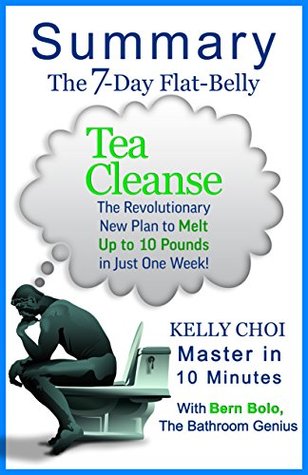 Summary
The 7-Day Flat-Belly
Tea
Cleanse
The Revolutionary
New Plan to Melt
Up to 10 Pounds
in Just One Week!
KELLY CHOI
Master in
10 Minutes
With Bern Bolo,
The Bathroom Genius